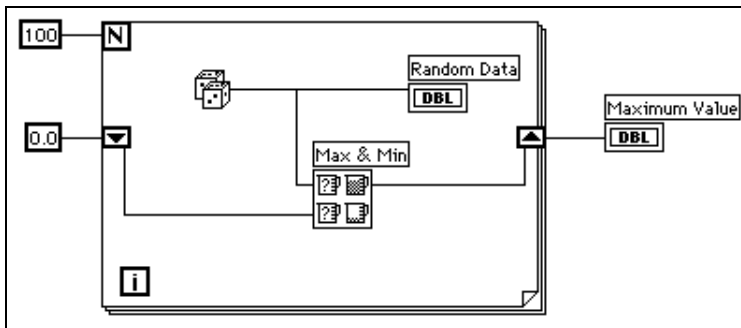 100
N
Random Data
DBL
Maximum Value
0.0
DBL
Max & Min
? 
?
i